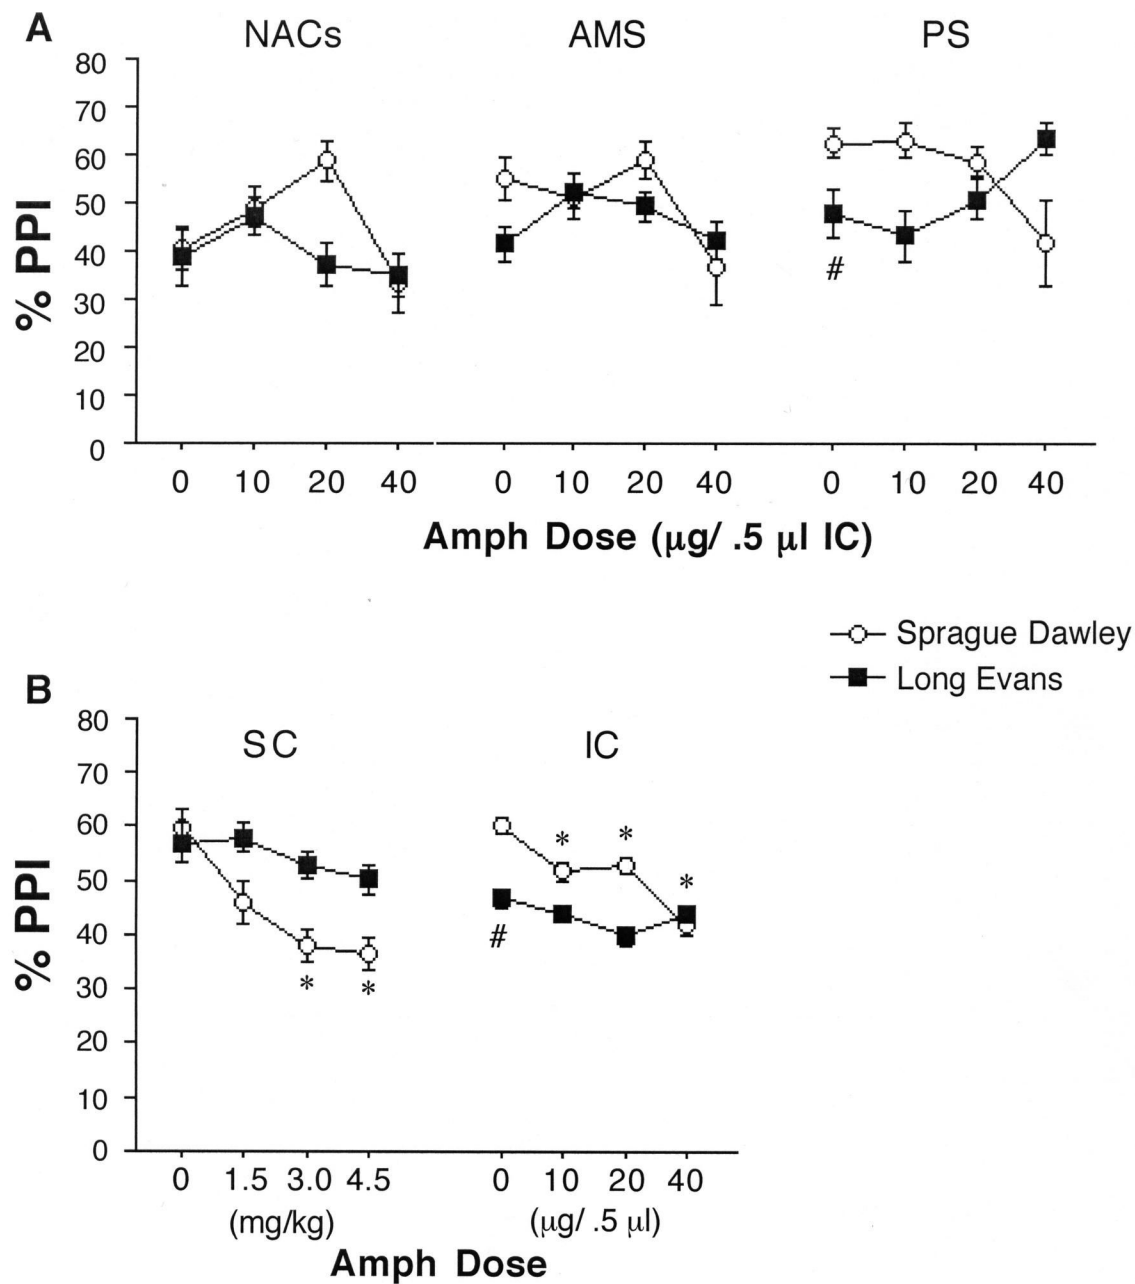 A
NACs AMS PS
80
70
60
50
40
30
20
10
0
% PPI
#
0 10 20 40 0 10 20 40 0 10 20 40
Amph Dose (μg/ .5 μl IC)
Sprague Dawley
Long Evans
B
SC IC
80
70
60
50
40
30
20
10
0
% PPI
* * *
#
* *
0 1.5 3.0 4.5 0 10 20 40
(mg/kg) (μg/ .5 μl)
Amph Dose